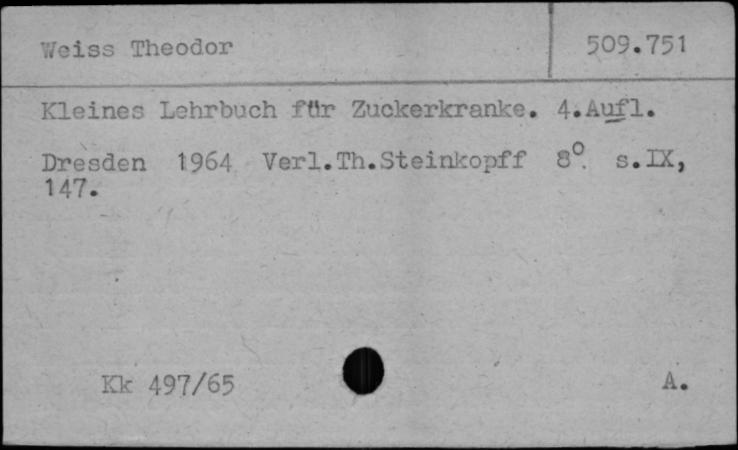 Weiss Theodor 509.751
Kleines Lehrbuch für Zuckerkranke. 4.Aufl.
Dresden 1964 Verl.Th.Steinkopff 8° s.IX,
147.
Kk 497/65 A.